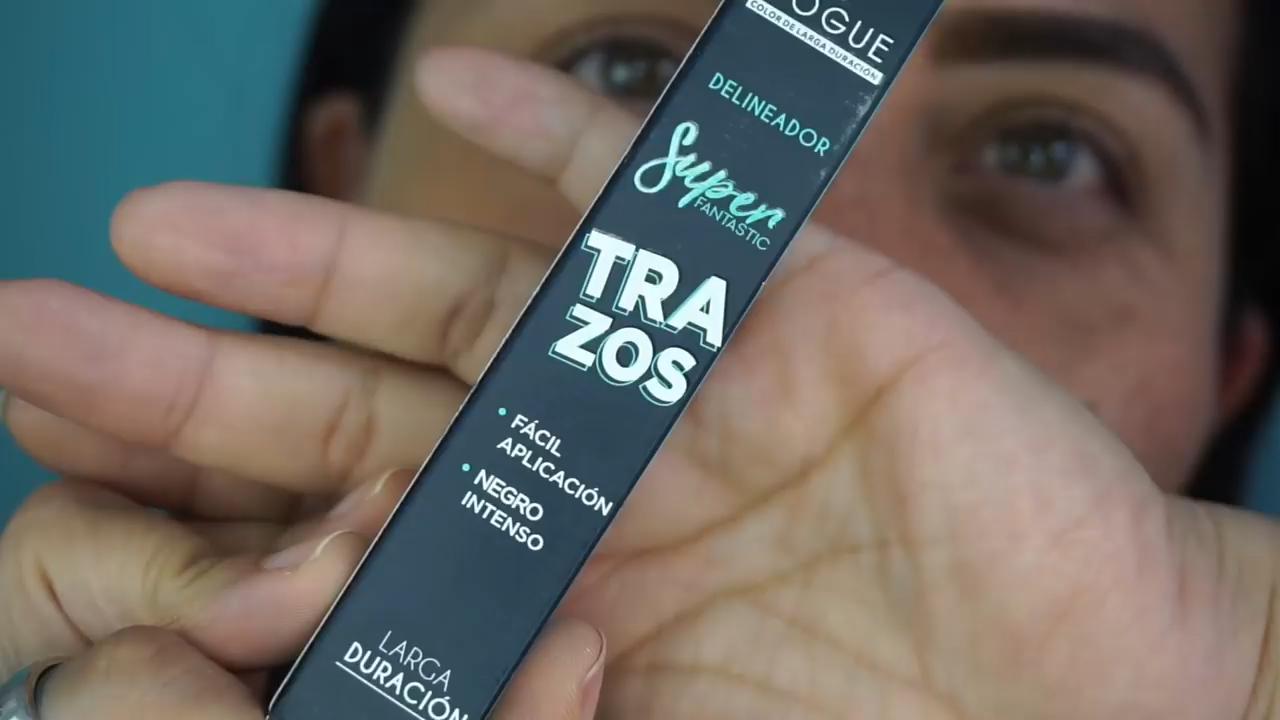 OGUE
COLOR DE LARGA DURACIÓN
DELINEADOR
Super
FANTASTIC
TRA
ZOS
• FÁCIL
APLICACIÓN
• NEGRO
INTENSO
LARGA
DURACIÓN